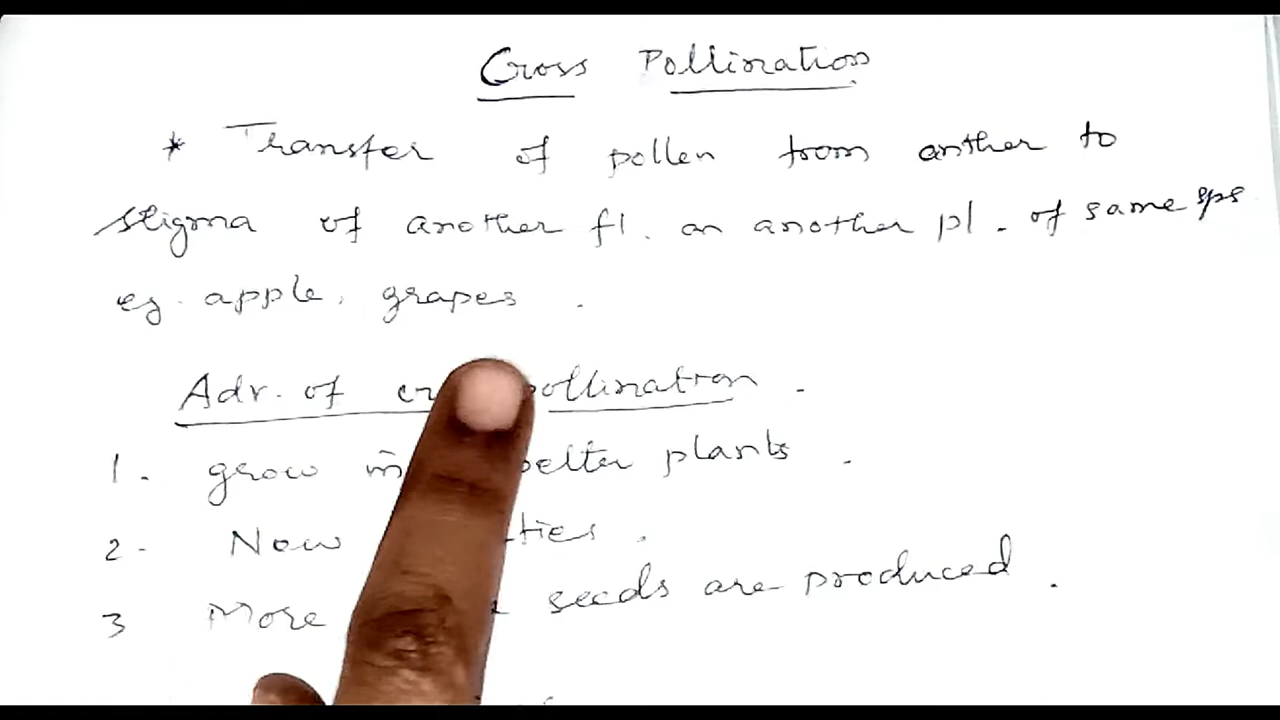 Cross Pollination
* Transfer of pollen from anther to
stigma of another fl. on another pl. of same sps
eg. apple, grapes.
Adv. of pollination.
1. grow better plants.
2. New
3 More seeds are produced.